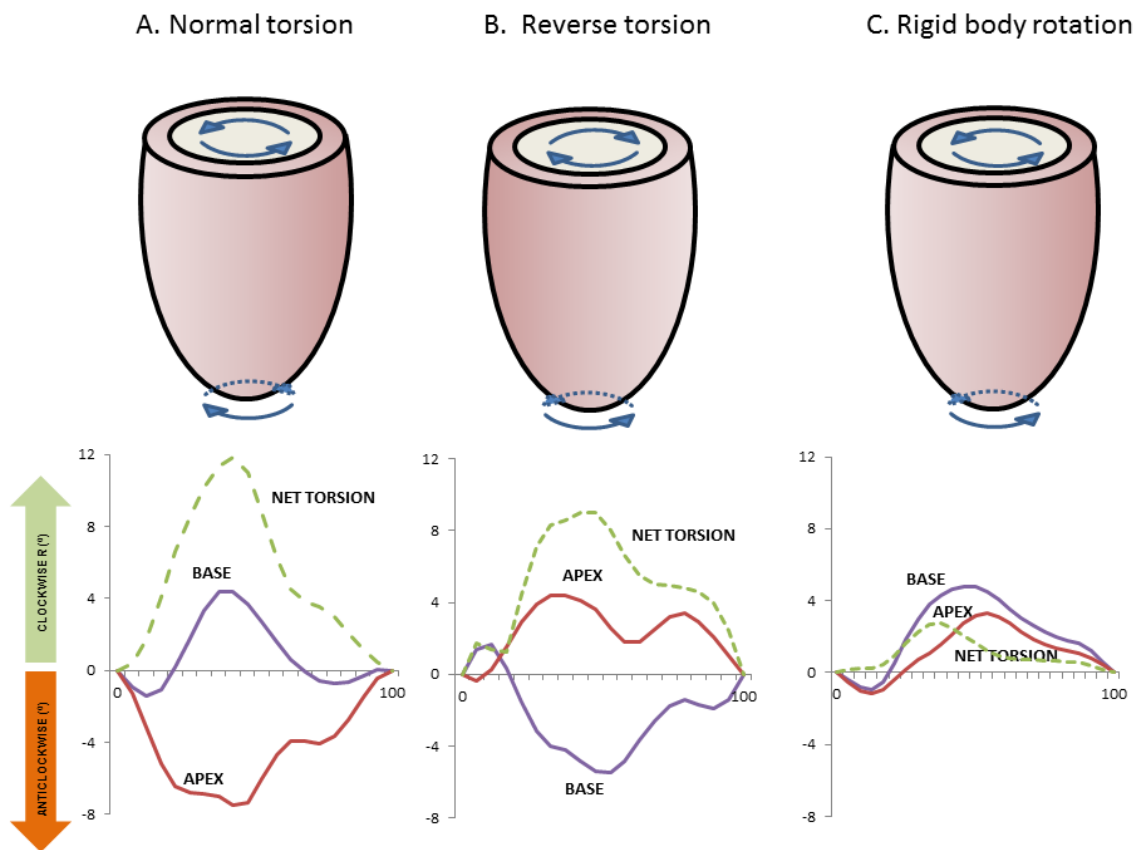 A. Normal torsion
B. Reverse torsion
C. Rigid body rotation
CLOCKWISE R (º)
ANTICLOCKWISE (º)
12
8
4
0
-4
-8
0
100
NET TORSION
BASE
APEX
12
8
4
0
-4
-8
0
100
NET TORSION
APEX
BASE
12
8
4
0
-4
-8
0
100
BASE
APEX
NET TORSION